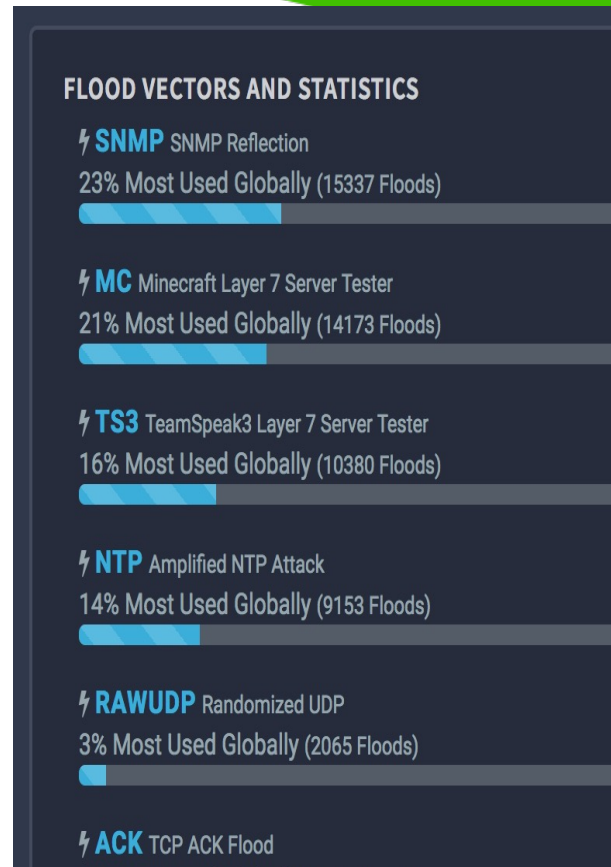 FLOOD VECTORS AND STATISTICS
SNMP SNMP Reflection
23% Most Used Globally (15337 Floods)
MC Minecraft Layer 7 Server Tester
21% Most Used Globally (14173 Floods)
TS3 TeamSpeak3 Layer 7 Server Tester
16% Most Used Globally (10380 Floods)
NTP Amplified NTP Attack
14% Most Used Globally (9153 Floods)
RAWUDP Randomized UDP
3% Most Used Globally (2065 Floods)
ACK TCP ACK Flood